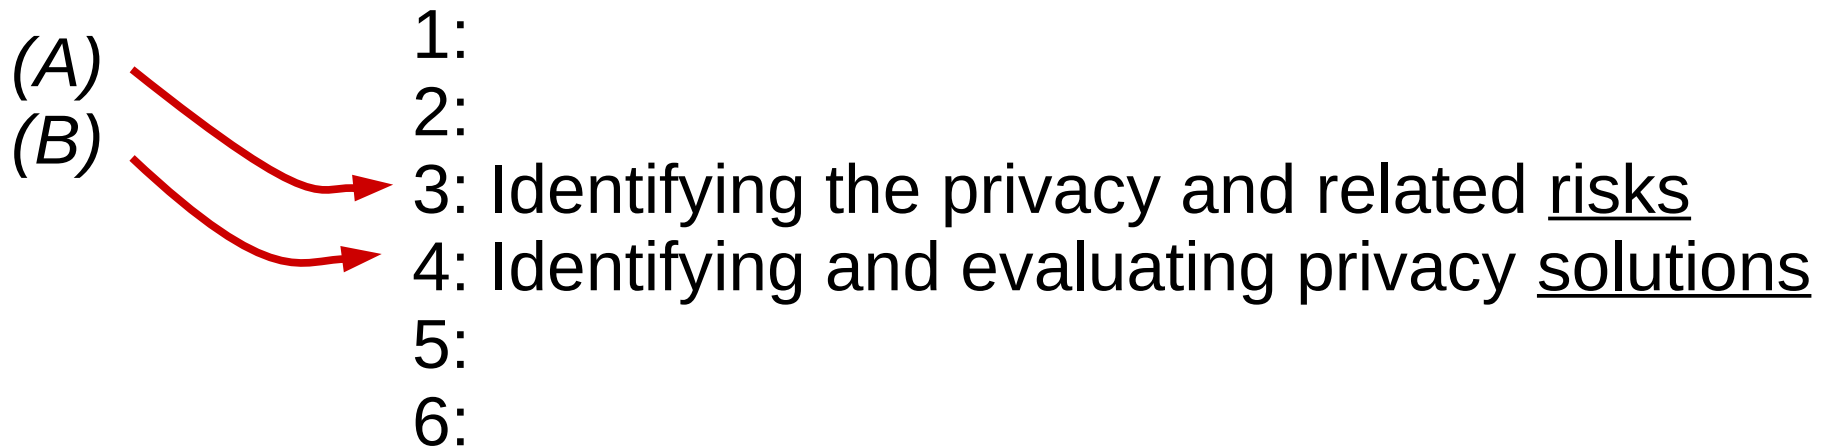 (A)
(B)
1:
2:
3: Identifying the privacy and related risks
4: Identifying and evaluating privacy solutions
5:
6: